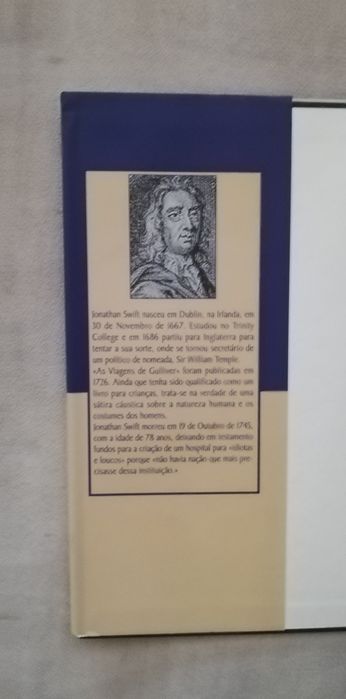 Jonathan Swift nasceu em Dublin, na Irlanda, em
30 de Novembro de 1667. Estudou no Trinity
College e em 1686 partiu para Inglaterra para
tentar a sua sorte, onde se tornou secretário de
um político de nomeada, Sir William Temple.
«As Viagens de Gulliver» foram publicadas em
1726. Ainda que tenha sido qualificado como um
livro para crianças, trata-se na verdade de uma
sátira cáustica sobre a natureza humana e os
costumes dos homens.
Jonathan Swift morreu em 19 de Outubro de 1745,
com a idade de 78 anos, deixando em testamento
fundos para a criação de um hospital para «idiotas
e loucos» porque «não havia nação que mais pre-
cisasse dessa instituição.»